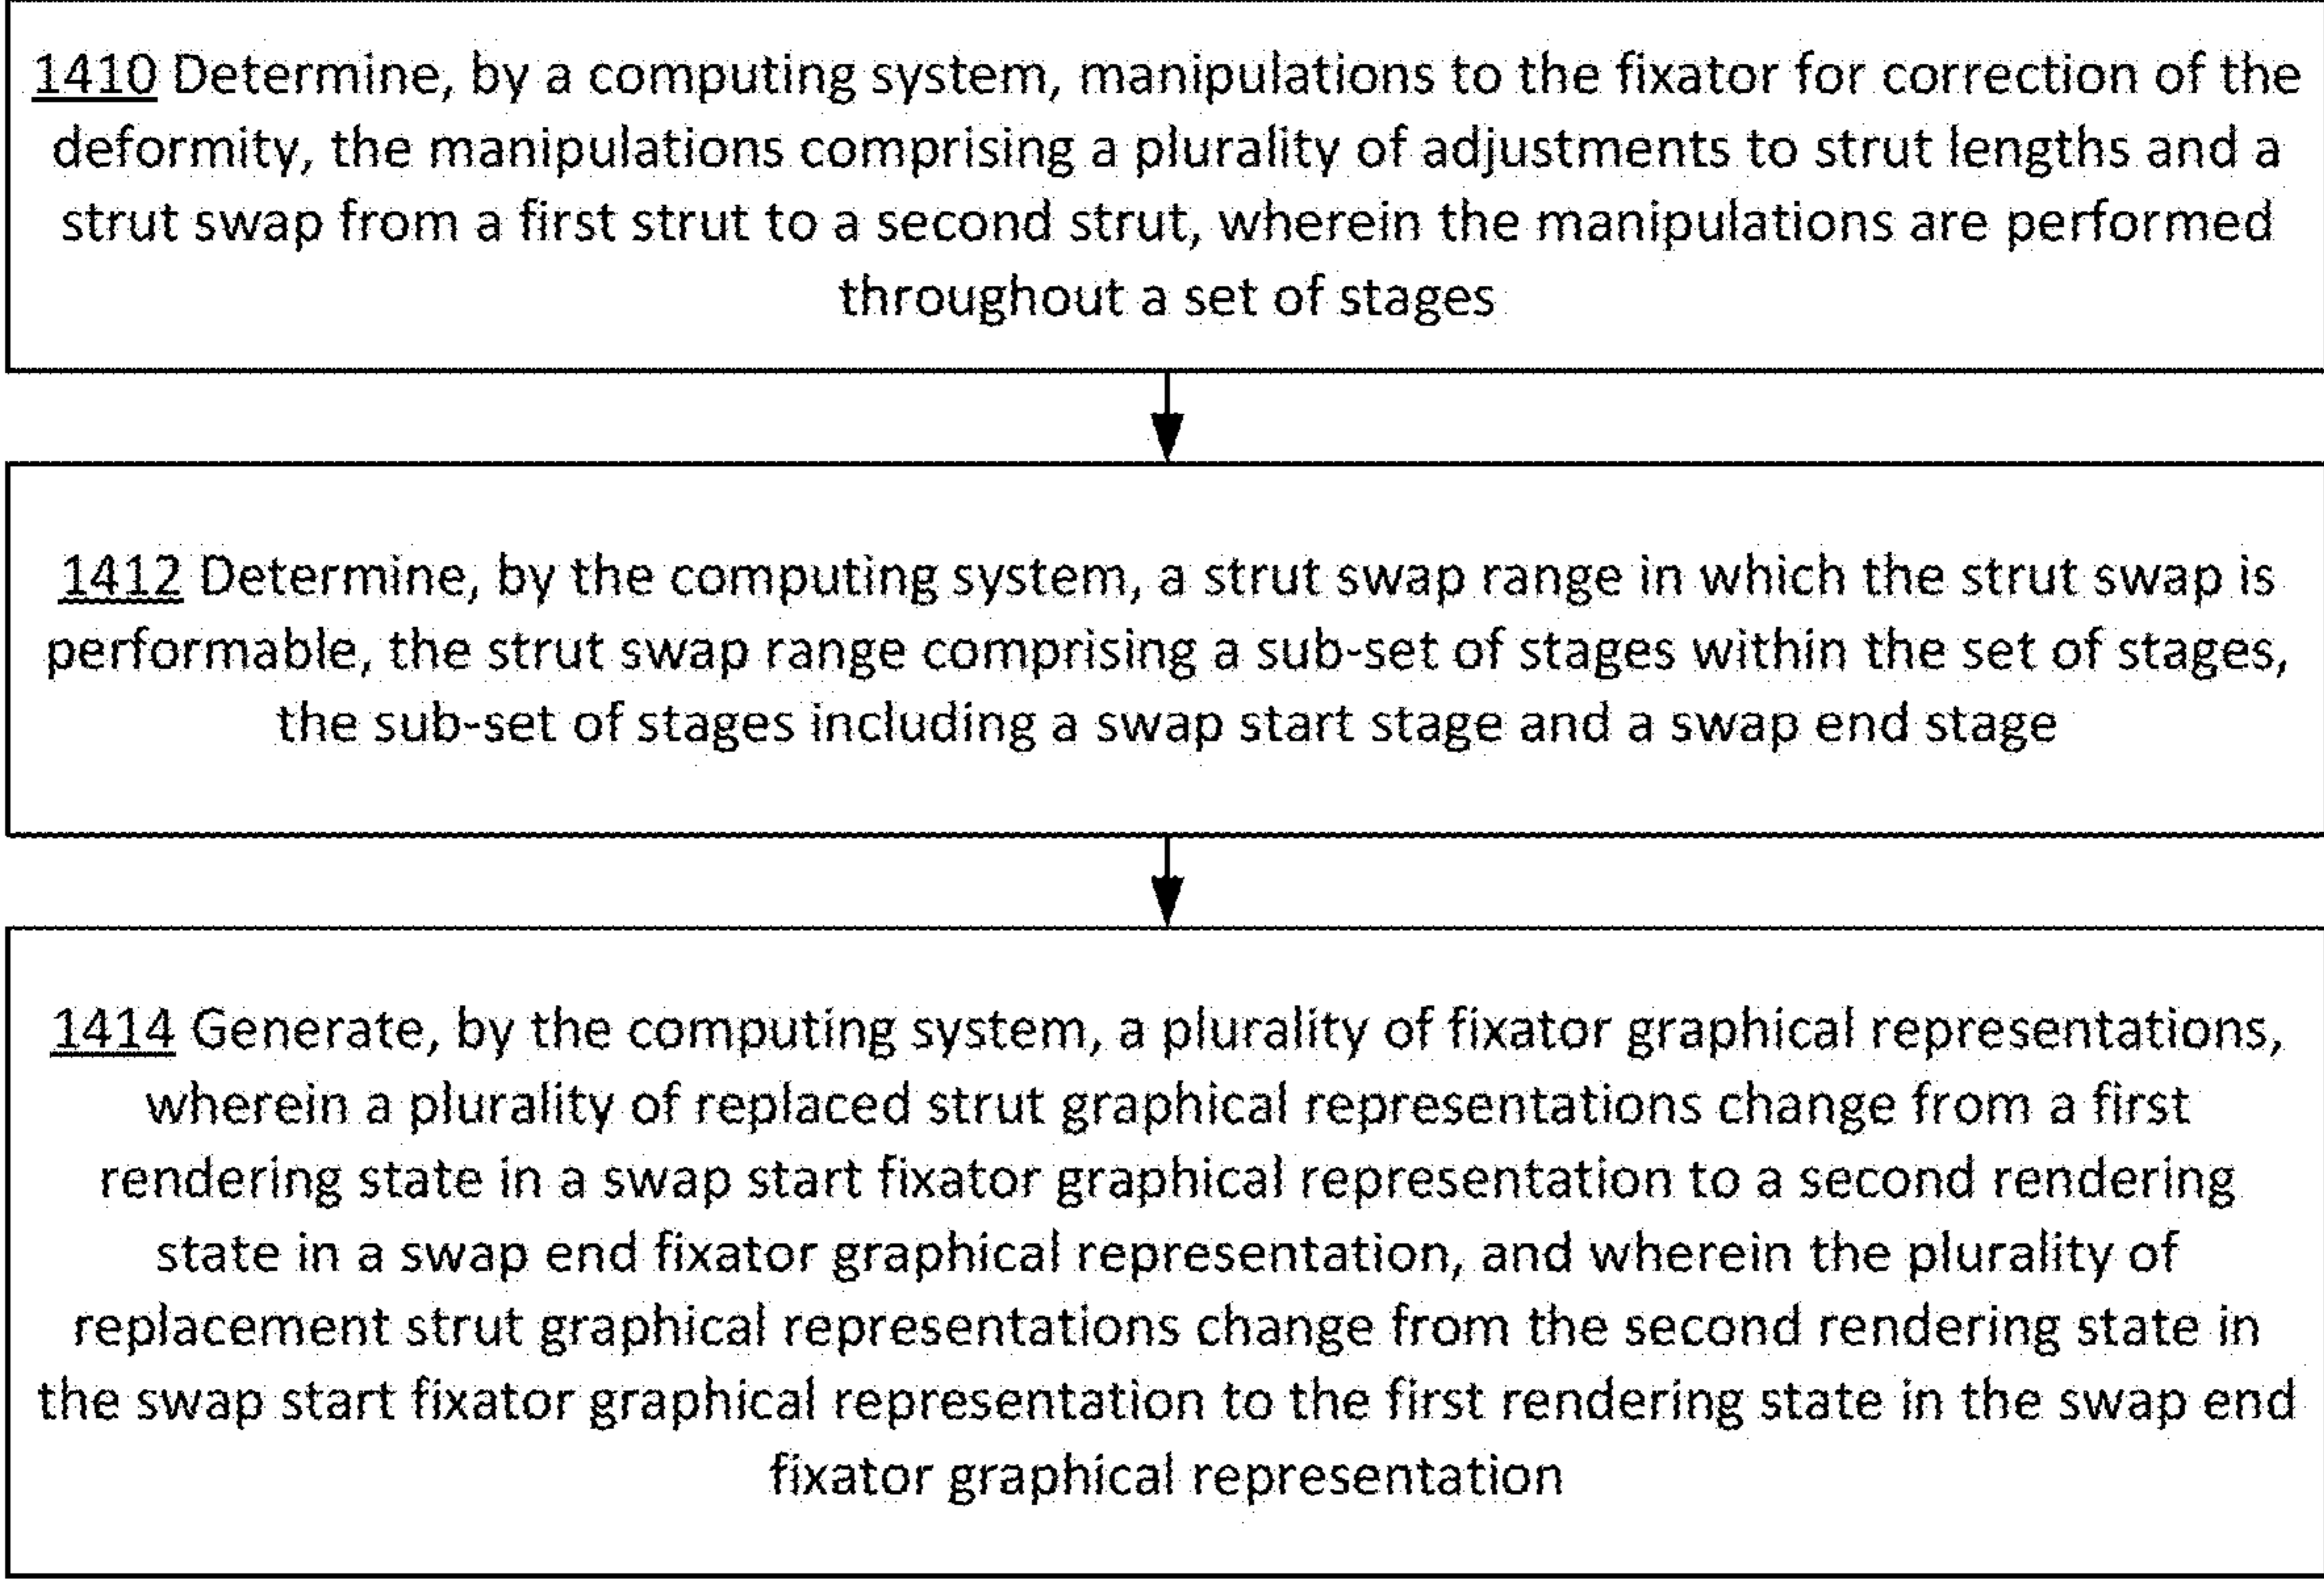 1410 Determine, by a computing system, manipulations to the fixator for correction of the
deformity, the manipulations comprising a plurality of adjustments to strut lengths and a
strut swap from a first strut to a second strut, wherein the manipulations are performed
throughout a set of stages
1412 Determine, by the computing system, a strut swap range in which the strut swap is
performable, the strut swap range comprising a sub-set of stages within the set of stages,
the sub-set of stages including a swap start stage and a swap end stage
1414 Generate, by the computing system, a plurality of fixator graphical representations,
wherein a plurality of replaced strut graphical representations change from a first
rendering state in a swap start fixator graphical representation to a second rendering
state in a swap end fixator graphical representation, and wherein the plurality of
replacement strut graphical representations change from the second rendering state in
the swap start fixator graphical representation to the first rendering state in the swap end
fixator graphical representation